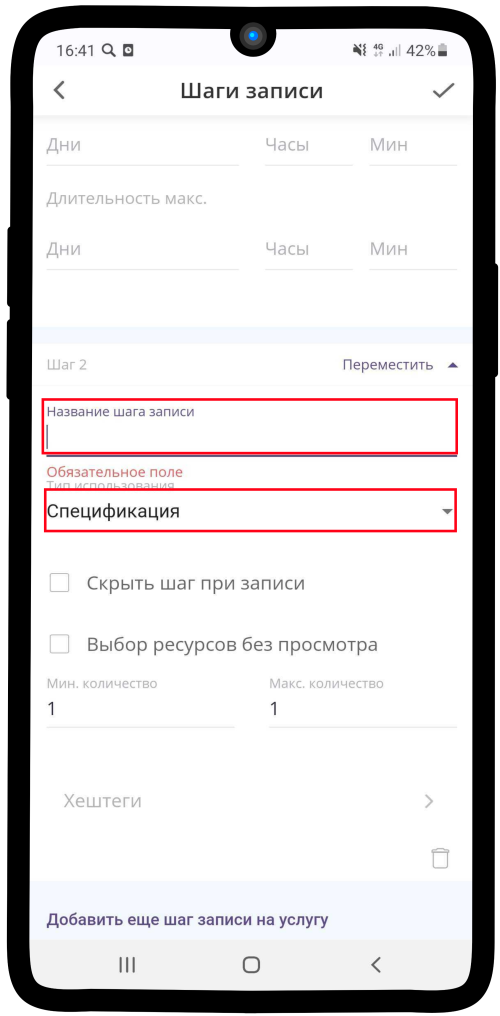 16:41 4G 42%
Шаги записи
Дни Часы Мин
Длительность макс.
Дни Часы Мин
Шаг 2 Переместить
Название шага записи
Обязательное поле
Тип использования
Спецификация
Скрыть шаг при записи
Выбор ресурсов без просмотра
Мин. количество Макс. количество
1 1
Хештеги
Добавить еще шаг записи на услугу